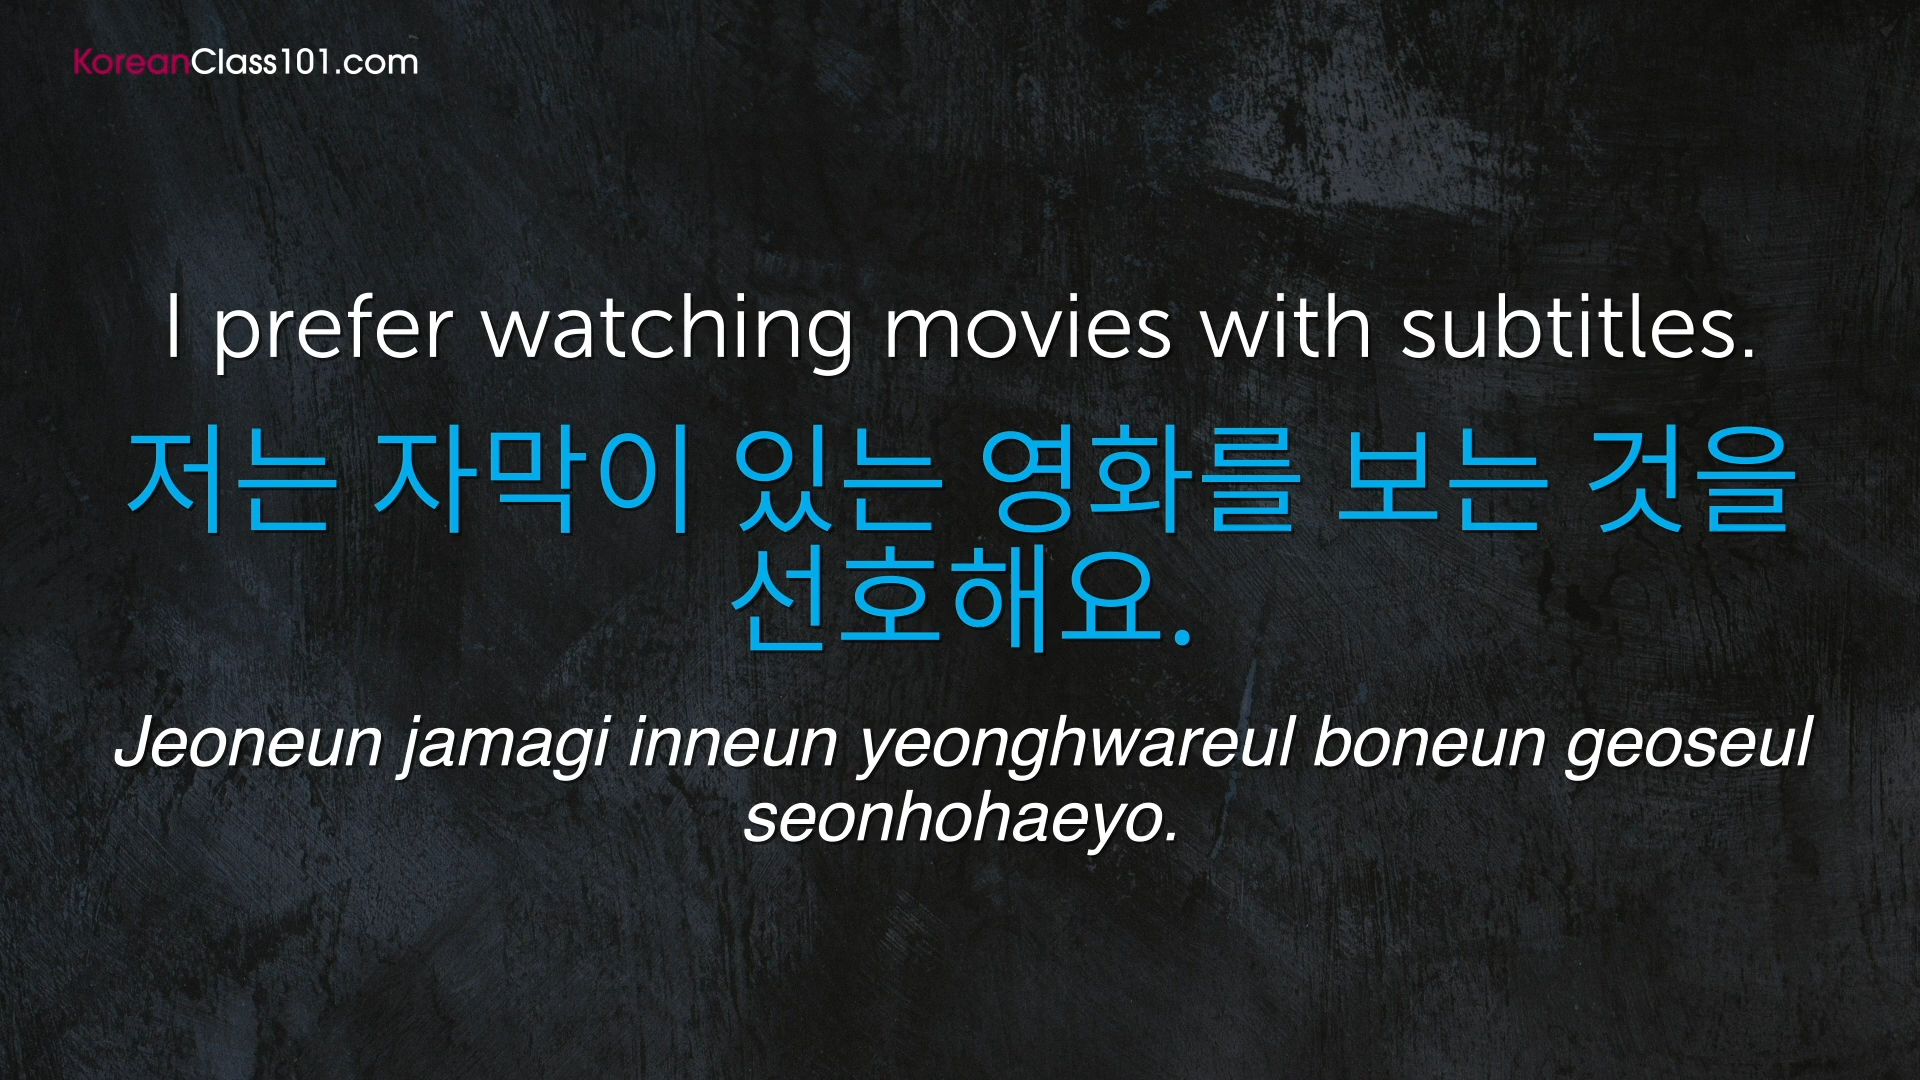 KoreanClass101.com
I prefer watching movies with subtitles.
저는 자막이 있는 영화를 보는 것을
선호해요.
Jeoneun jamagi inneun yeonghwareul boneun geoseul
seonhohaeyo.